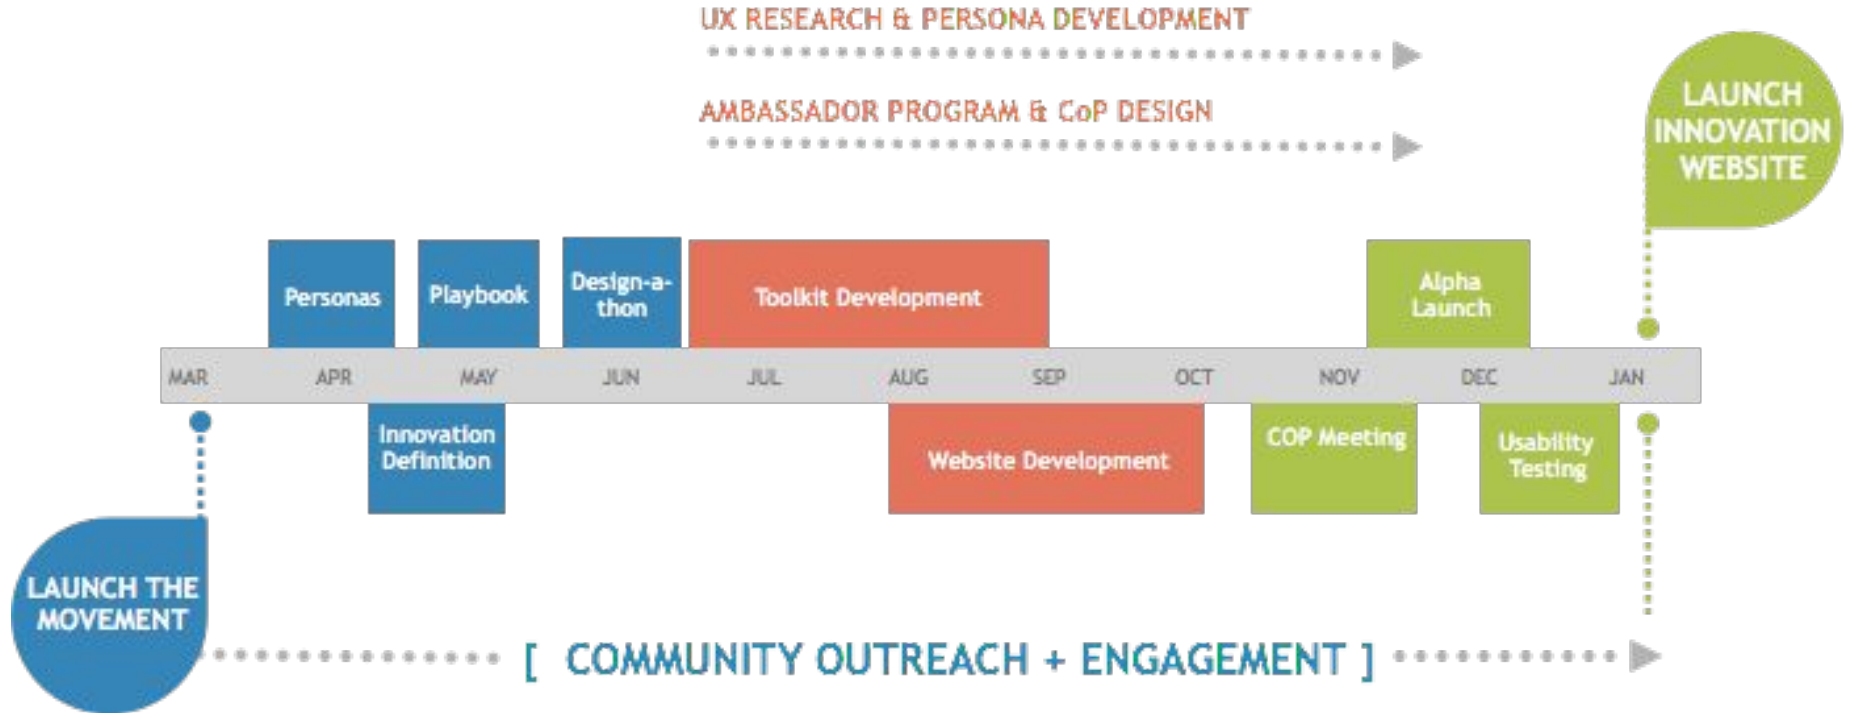 UX RESEARCH & PERSONA DEVELOPMENT
AMBASSADOR PROGRAM & CoP DESIGN
LAUNCH
INNOVATION
WEBSITE
Personas
Playbook
Design-a-
thon
Toolkit Development
Alpha
Launch
MAR APR MAY JUN JUL AUG SEP OCT NOV DEC JAN
Innovation
Definition
Website Development
COP Meeting
Usability
Testing
LAUNCH THE
MOVEMENT
[ COMMUNITY OUTREACH + ENGAGEMENT ]